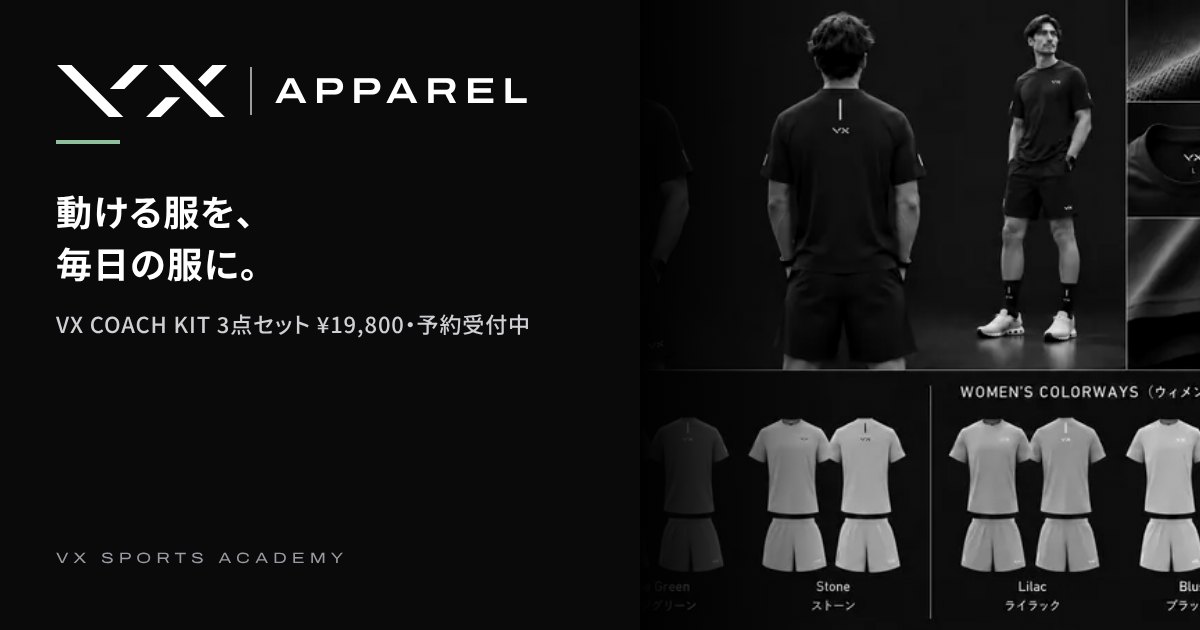 VX | APPAREL
動ける服を、
毎日の服に。
VX COACH KIT 3点セット ¥19,800・予約受付中
VX SPORTS ACADEMY
VX
WOMEN'S COLORWAYS（ウィメン
Green
グリーン
Stone
ストーン
Lilac
ライラック
Blu
ブラッ